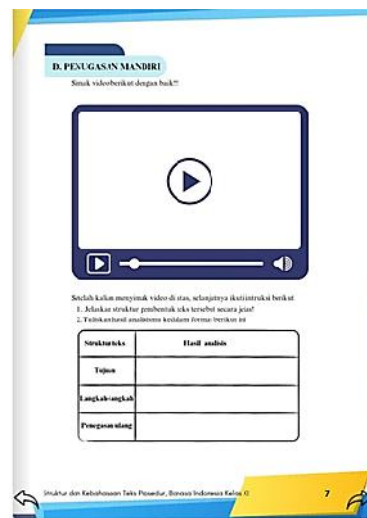 D. PENUGASAN MANDIRI
Simak video berikut dengan baik!!!
Setelah kalian menyimak video di atas, selanjutnya ikuti intruksi berikut
1. Jelaskan struktur pembentuk teks tersebut secara jelas!
2. Tuliskan hasil analisismu kedalam format berikut ini
Struktur teks Hasil analisis
Tujuan
Langkah-langkah
Penegasan ulang
Struktur dan Kebahasaan Teks Prosedur, Bahasa Indonesia Kelas XI 7